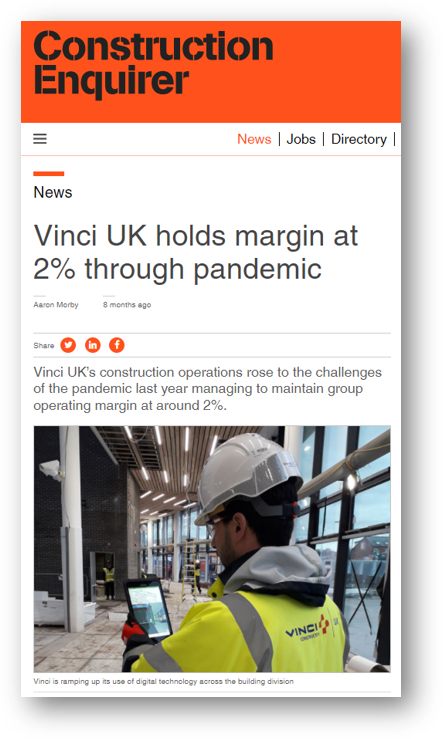 Construction
Enquirer
News | Jobs | Directory |
News
Vinci UK holds margin at
2% through pandemic
Aaron Morby 8 months ago
Share
Vinci UK's construction operations rose to the challenges
of the pandemic last year managing to maintain group
operating margin at around 2%.
VINCI
CONSTRUCTION
Vinci is ramping up its use of digital technology across the building division